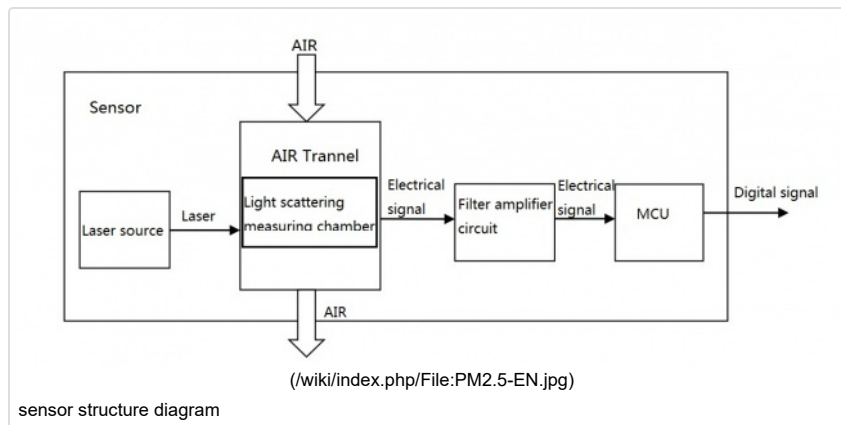 AIR
Sensor
AIR Trannel
Light scattering
measuring chamber
Laser source
Laser
Electrical
signal
Filter amplifier
circuit
Electrical
signal
MCU
Digital signal
AIR
(/wiki/index.php/File:PM2.5-EN.jpg)
sensor structure diagram